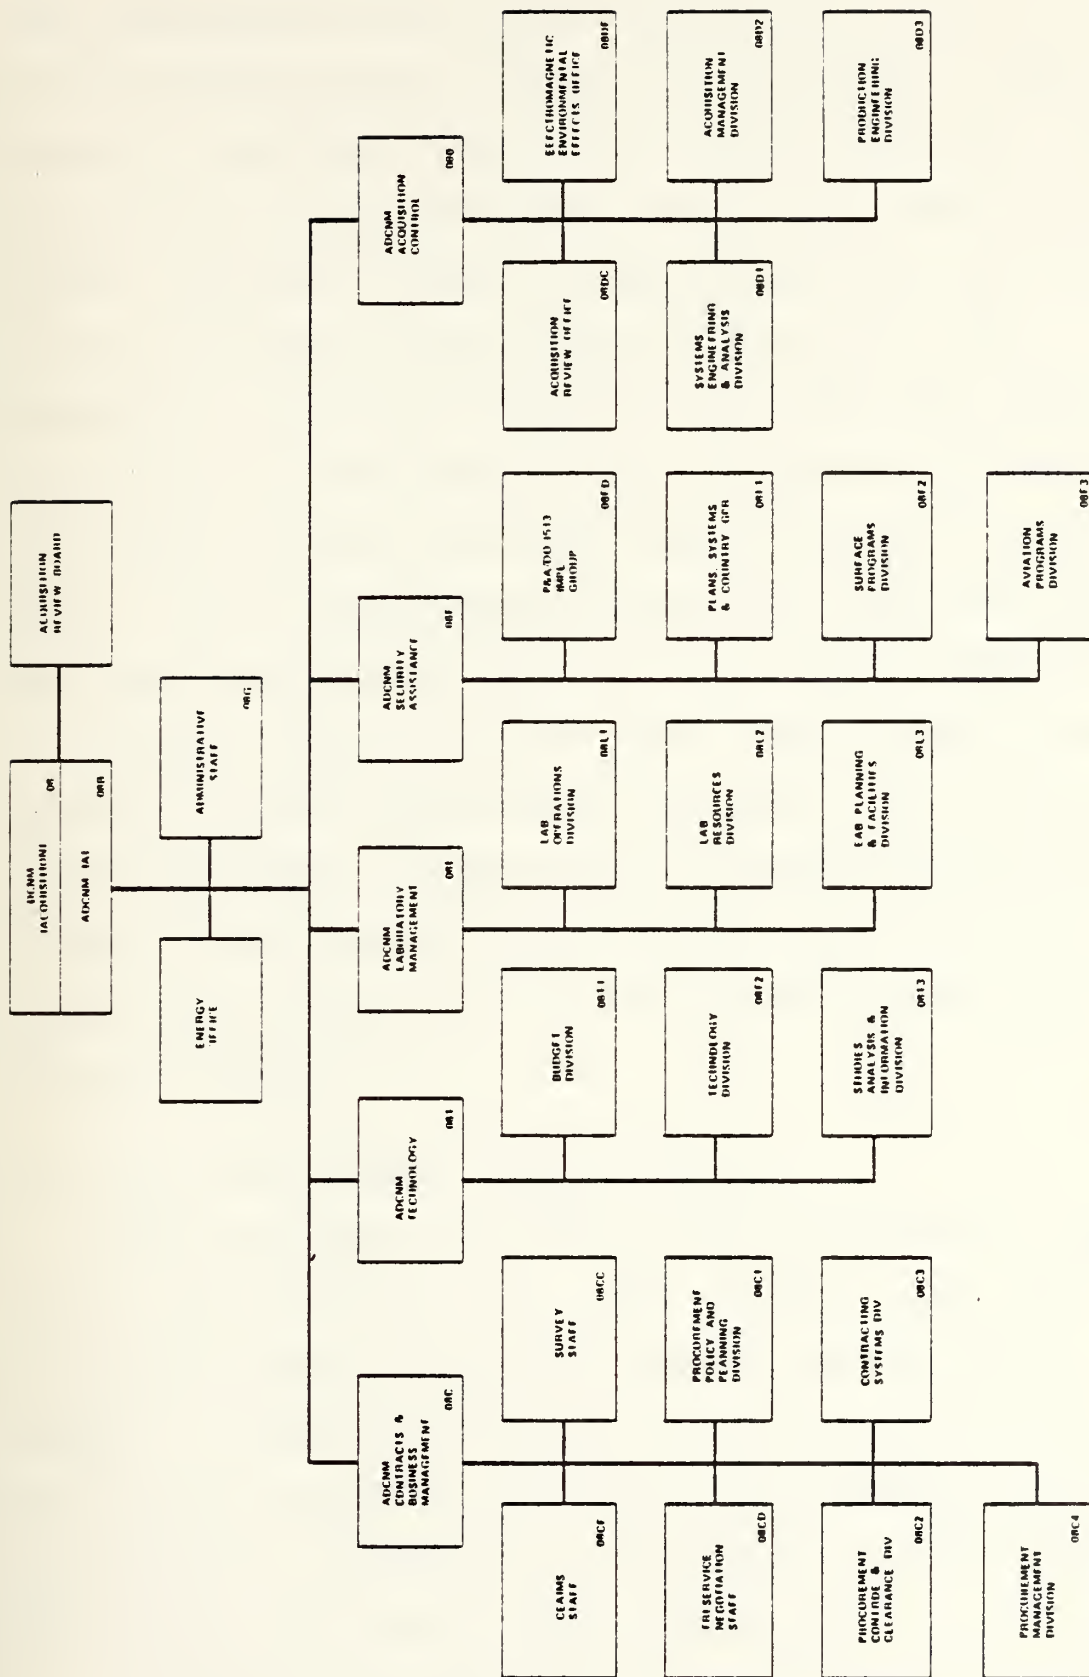 DCNM
(ACQUISITION)
08
ADCNM (A)
08B
ACQUISITION
REVIEW BOARD
ENERGY
OFFICE
ADMINISTRATIVE
STAFF
08G
ADCNM
CONTRACTS &
BUSINESS
MANAGEMENT
08C
ADCNM
TECHNOLOGY
08T
ADCNM
LABORATORY
MANAGEMENT
08L
ADCNM
SECURITY
ASSISTANCE
08F
ADCNM
ACQUISITION
CONTROL
08D
CLAIMS
STAFF
SURVEY
STAFF
08CC
BUDGET
DIVISION
08T1
LAB
OPERATIONS
DIVISION
08L1
IMPL
GROUP
ACQUISITION
REVIEW OFFICE
08DC
ELECTROMAGNETIC
ENVIRONMENTAL
EFFECTS OFFICE
TRI SERVICE
NEGOTIATION
STAFF
08CD
PROCUREMENT
POLICY AND
PLANNING
DIVISION
08C1
TECHNOLOGY
DIVISION
08T2
LAB
RESOURCES
DIVISION
08L2
PLANS, SYSTEMS
& COUNTRY
08F1
SYSTEMS
ENGINEERING
& ANALYSIS
DIVISION
08D1
ACQUISITION
MANAGEMENT
DIVISION
08D2
PROCUREMENT
CONTROL &
CLEARANCE DIV
08C2
CONTRACTING
SYSTEMS DIV
08C3
STUDIES
ANALYSIS &
INFORMATION
DIVISION
08T3
LAB PLANNING
& FACILITIES
DIVISION
08L3
SURFACE
PROGRAMS
DIVISION
08F2
PRODUCTION
ENGINEERING
DIVISION
08D3
PROCUREMENT
MANAGEMENT
DIVISION
08C4
AVIATION
PROGRAMS
DIVISION
08F3